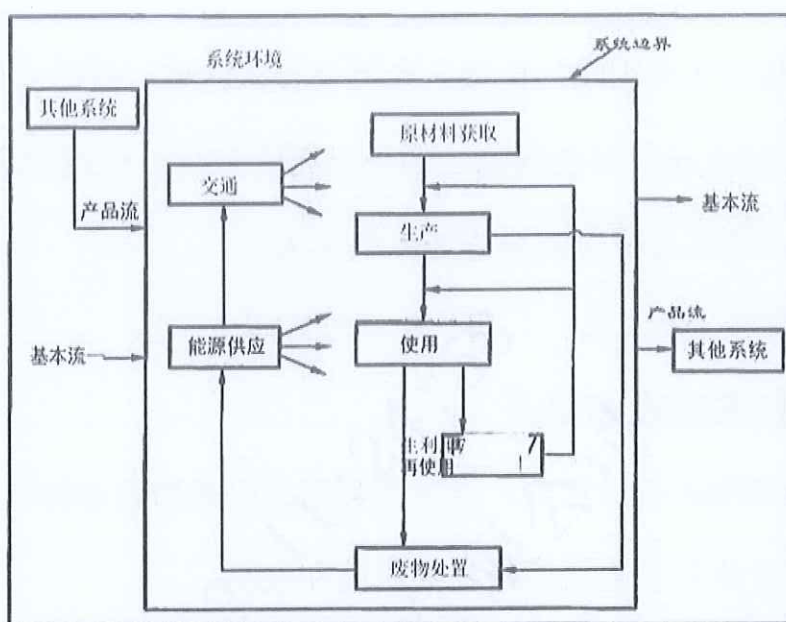 系统环境
系统边界
其他系统
原材料获取
交通
产品流
基本流
生产
产品流
基本流
能源供应
使用
其他系统
再使用
废物处置